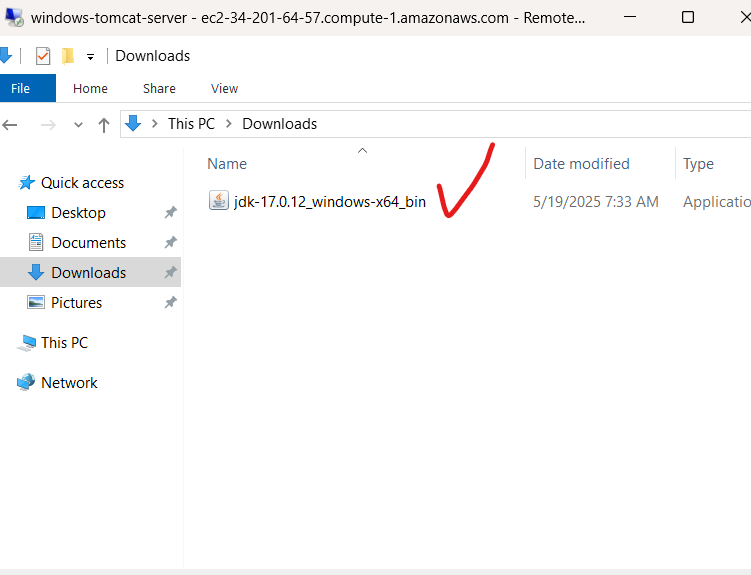 windows-tomcat-server - ec2-34-201-64-57.compute-1.amazonaws.com - Remote...
Downloads
File Home Share View
This PC Downloads
Name Date modified Type
Quick access
jdk-17.0.12_windows-x64_bin 5/19/2025 7:33 AM Applicatio
Desktop
Documents
Downloads
Pictures
This PC
Network